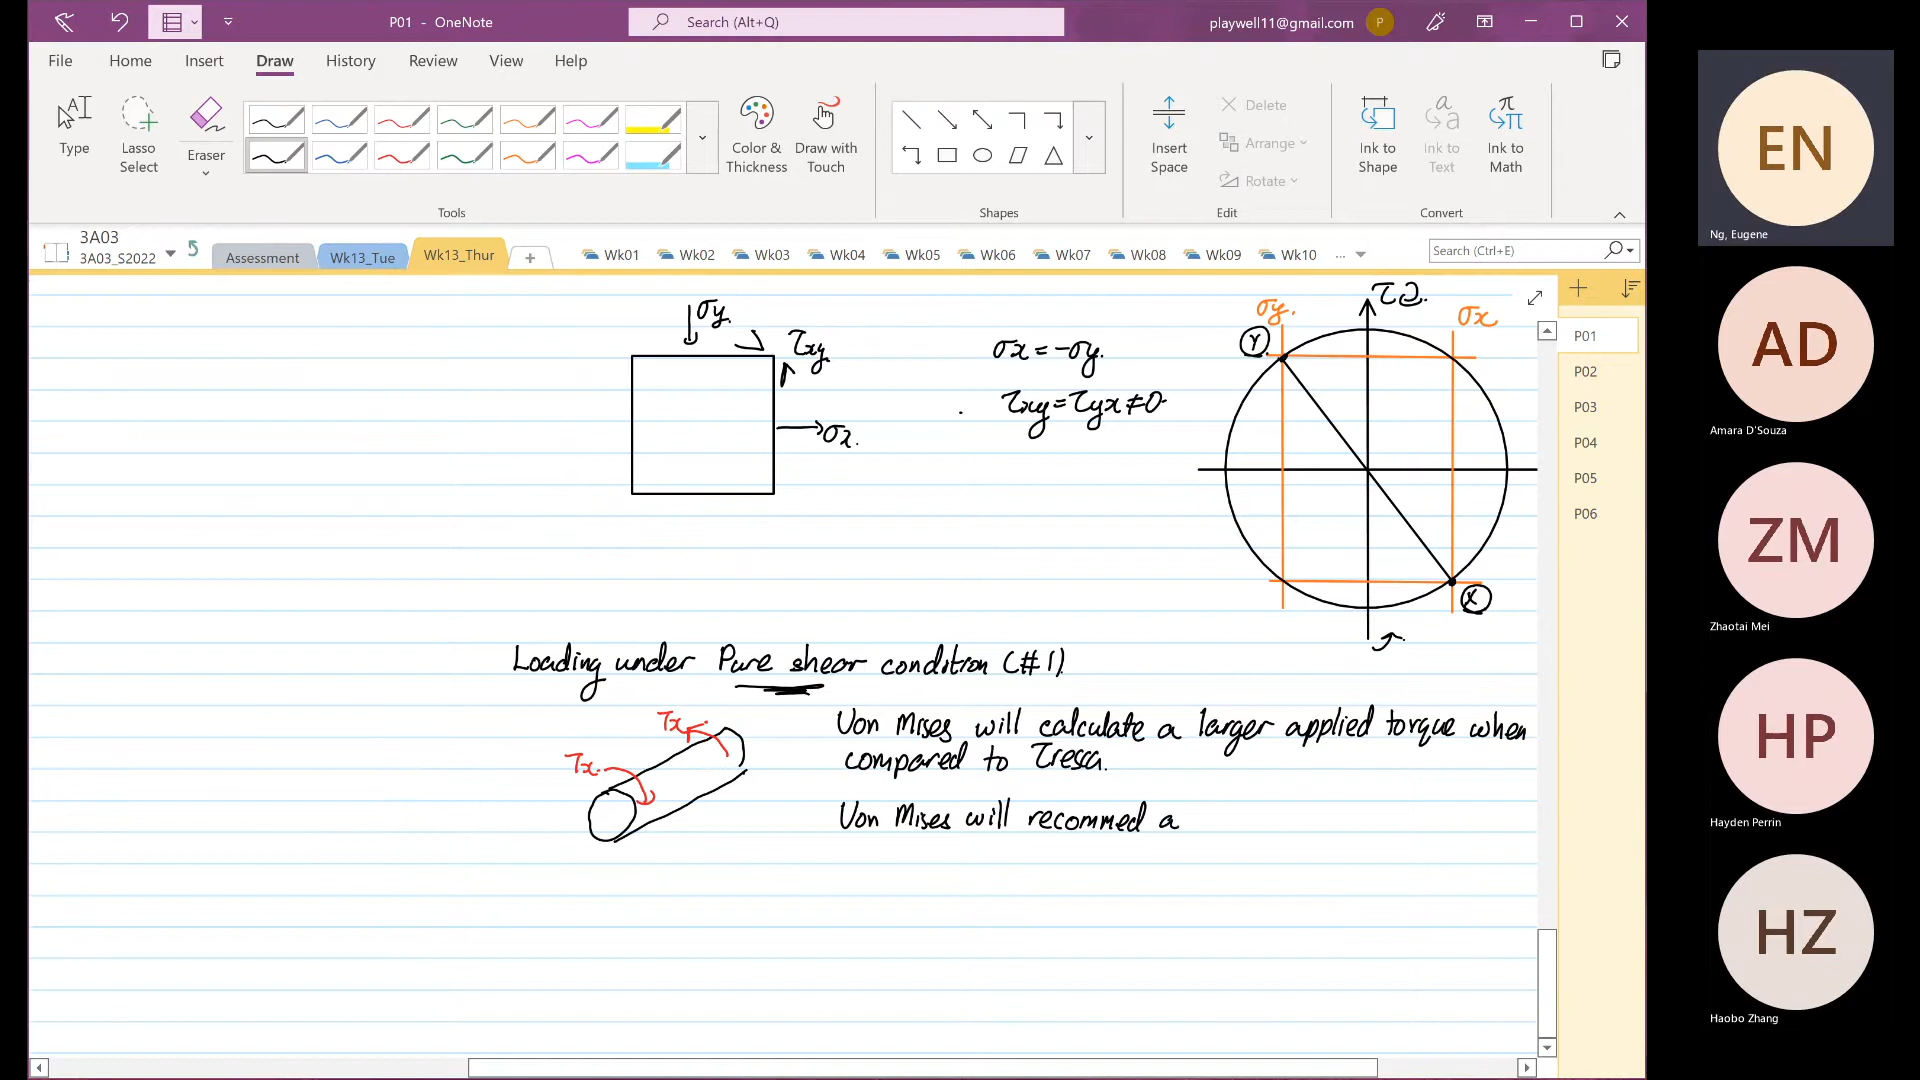 P01 - OneNote
Search (Alt+Q)
playwell11@gmail.com
P
File Home Insert Draw History Review View Help
Type
Lasso Select
Eraser
Color & Thickness
Draw with Touch
Insert Space
Delete
Arrange
Rotate
Ink to Shape
Ink to Text
Ink to Math
Tools Shapes Edit Convert
3A03
3A03_S2022
Assessment Wk13_Tue Wk13_Thur + Wk01 Wk02 Wk03 Wk04 Wk05 Wk06 Wk07 Wk08 Wk09 Wk10 ...
Search (Ctrl+E)
P01
P02
P03
P04
P05
P06
σy.
τxy
σx.
σx = -σy.
τxy = τyx ≠ 0
σy.
τ
σx
Y
X
Loading under Pure shear condition (#1)
Tx
Tx.
Von Mises will calculate a larger applied torque when
compared to Tresca.
Von Mises will recommed a
EN
Ng, Eugene
AD
Amara D'Souza
ZM
Zhaotai Mei
HP
Hayden Perrin
HZ
Haobo Zhang